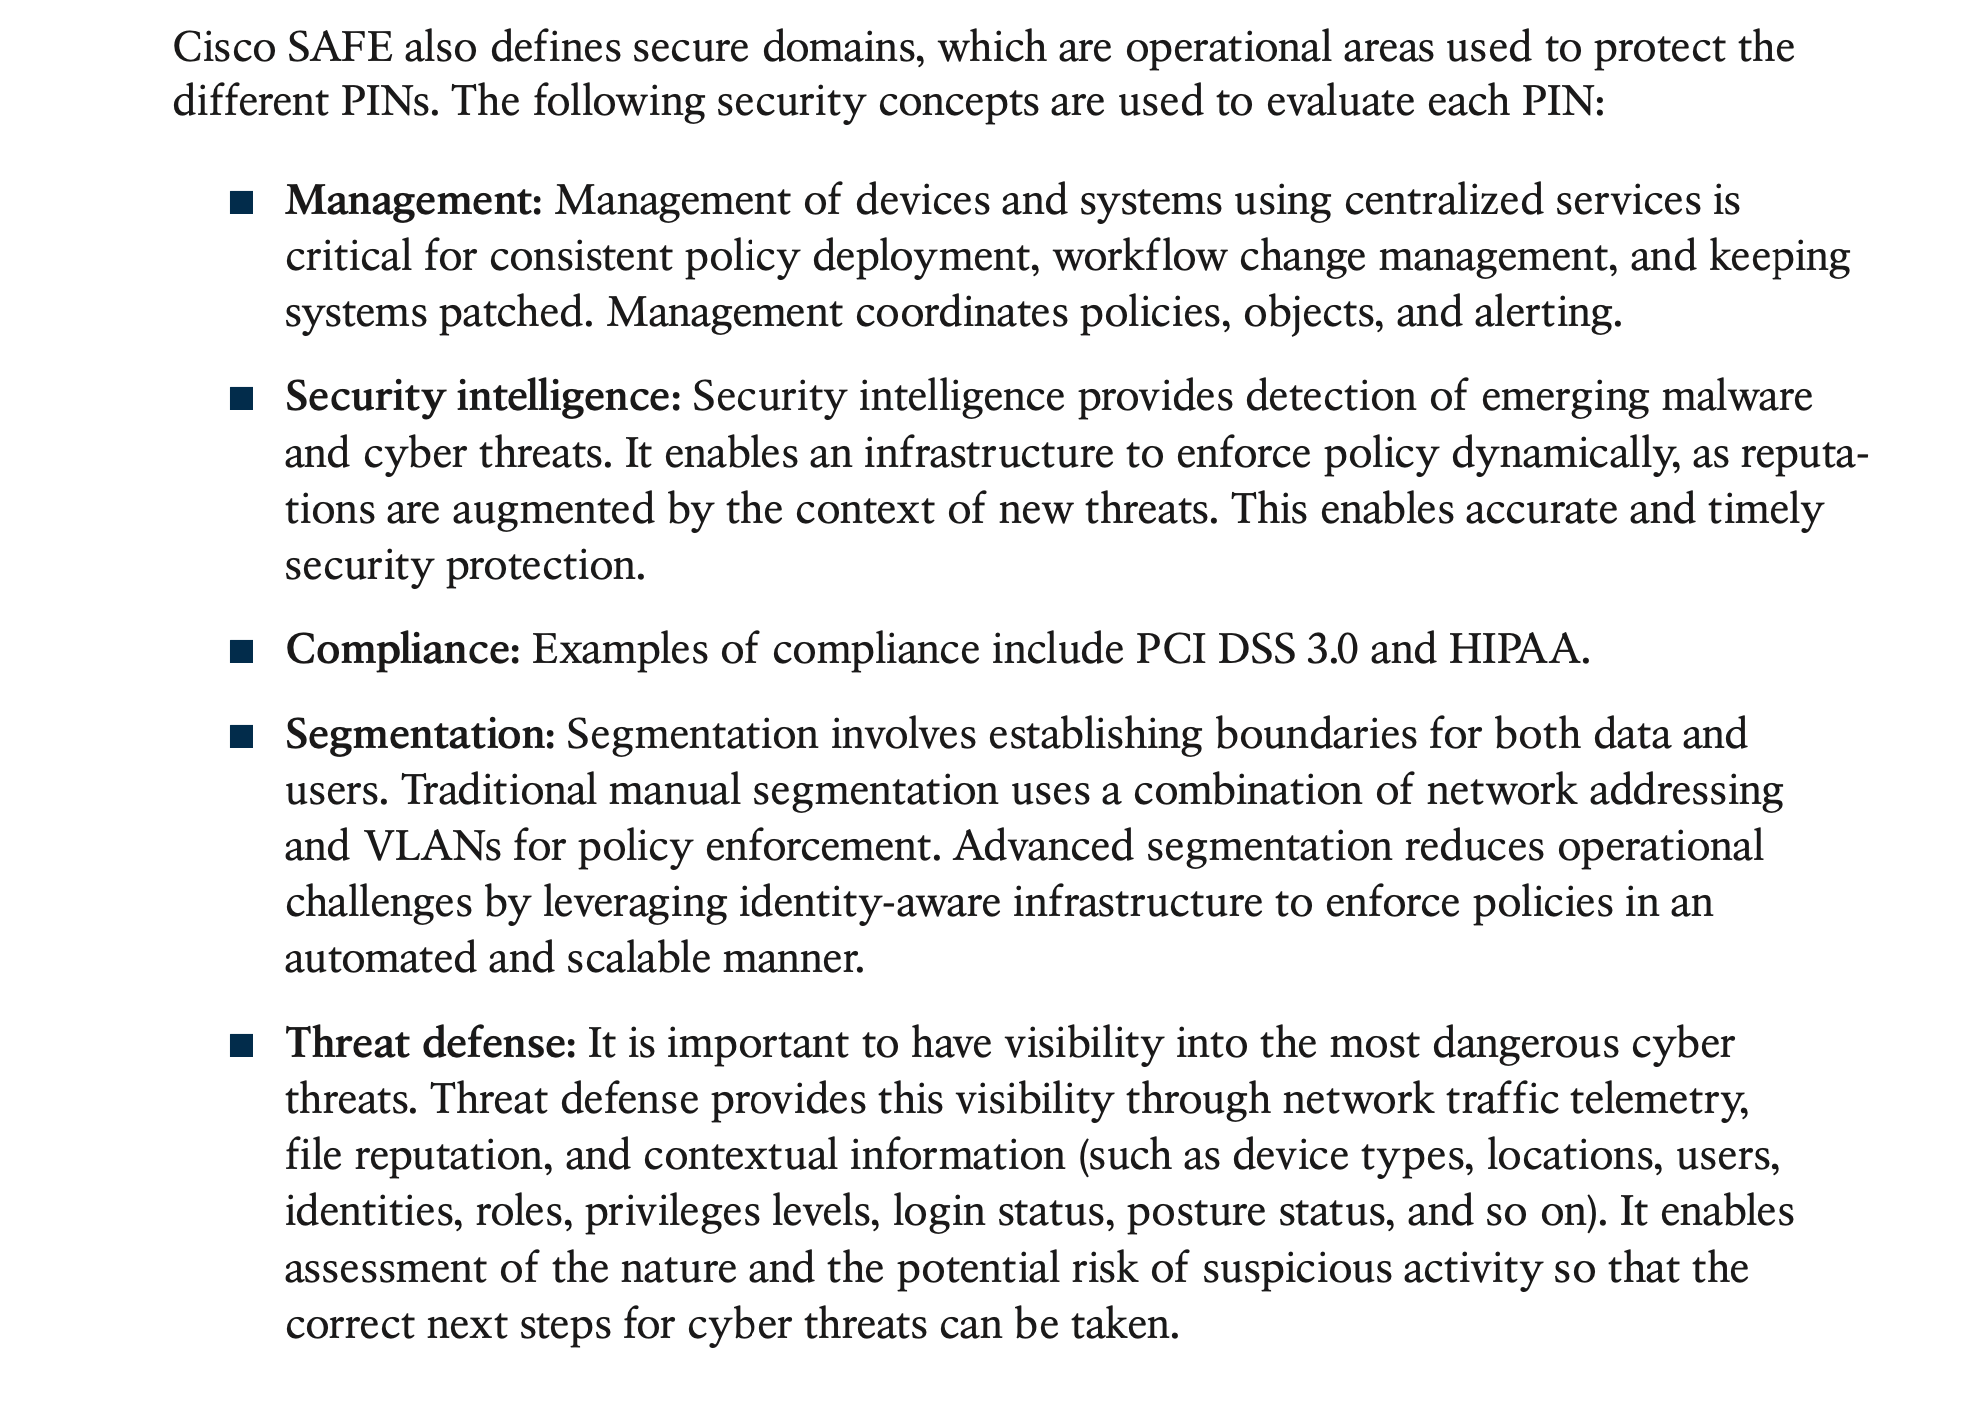 Cisco SAFE also defines secure domains, which are operational areas used to protect the
different PINs. The following security concepts are used to evaluate each PIN:
■ Management: Management of devices and systems using centralized services is
critical for consistent policy deployment, workflow change management, and keeping
systems patched. Management coordinates policies, objects, and alerting.
■ Security intelligence: Security intelligence provides detection of emerging malware
and cyber threats. It enables an infrastructure to enforce policy dynamically, as reputa-
tions are augmented by the context of new threats. This enables accurate and timely
security protection.
■ Compliance: Examples of compliance include PCI DSS 3.0 and HIPAA.
■ Segmentation: Segmentation involves establishing boundaries for both data and
users. Traditional manual segmentation uses a combination of network addressing
and VLANs for policy enforcement. Advanced segmentation reduces operational
challenges by leveraging identity-aware infrastructure to enforce policies in an
automated and scalable manner.
■ Threat defense: It is important to have visibility into the most dangerous cyber
threats. Threat defense provides this visibility through network traffic telemetry,
file reputation, and contextual information (such as device types, locations, users,
identities, roles, privileges levels, login status, posture status, and so on). It enables
assessment of the nature and the potential risk of suspicious activity so that the
correct next steps for cyber threats can be taken.